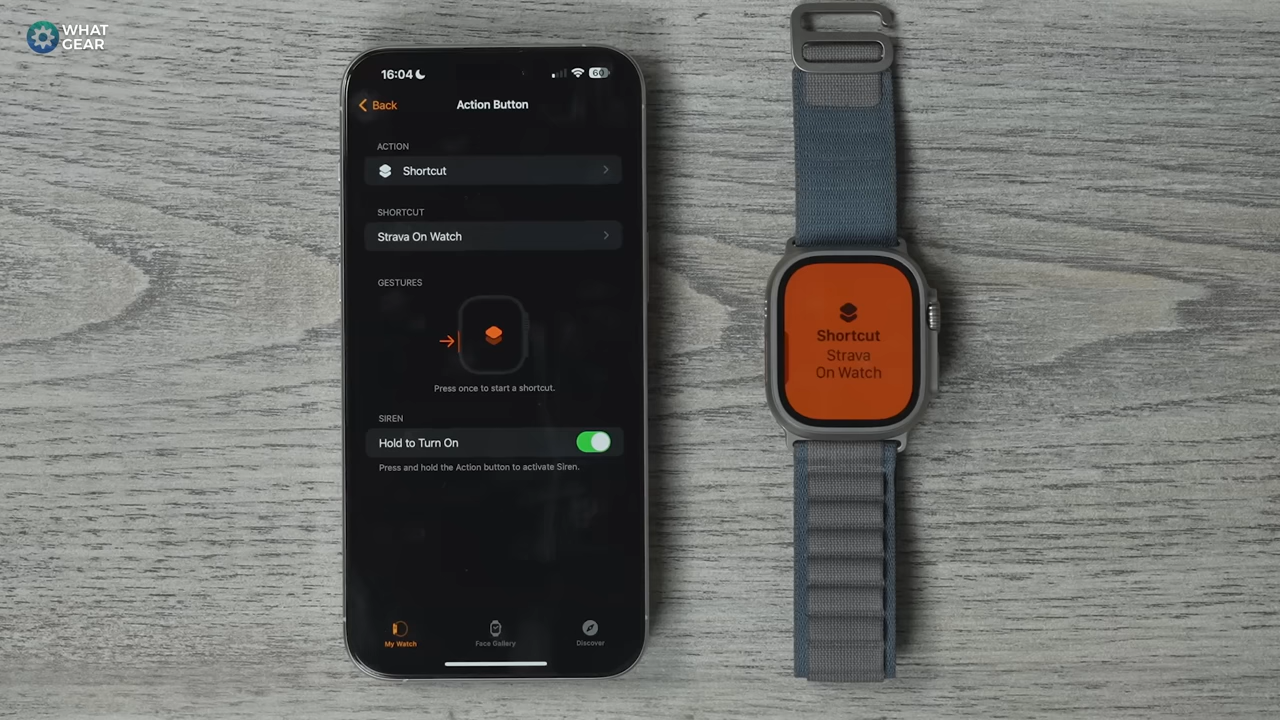 WHAT
GEAR
16:04
60
Back
Action Button
ACTION
Shortcut
SHORTCUT
Strava On Watch
GESTURES
Press once to start a shortcut.
SIREN
Hold to Turn On
Press and hold the Action button to activate Siren.
My Watch
Face Gallery
Discover
Shortcut
Strava
On Watch